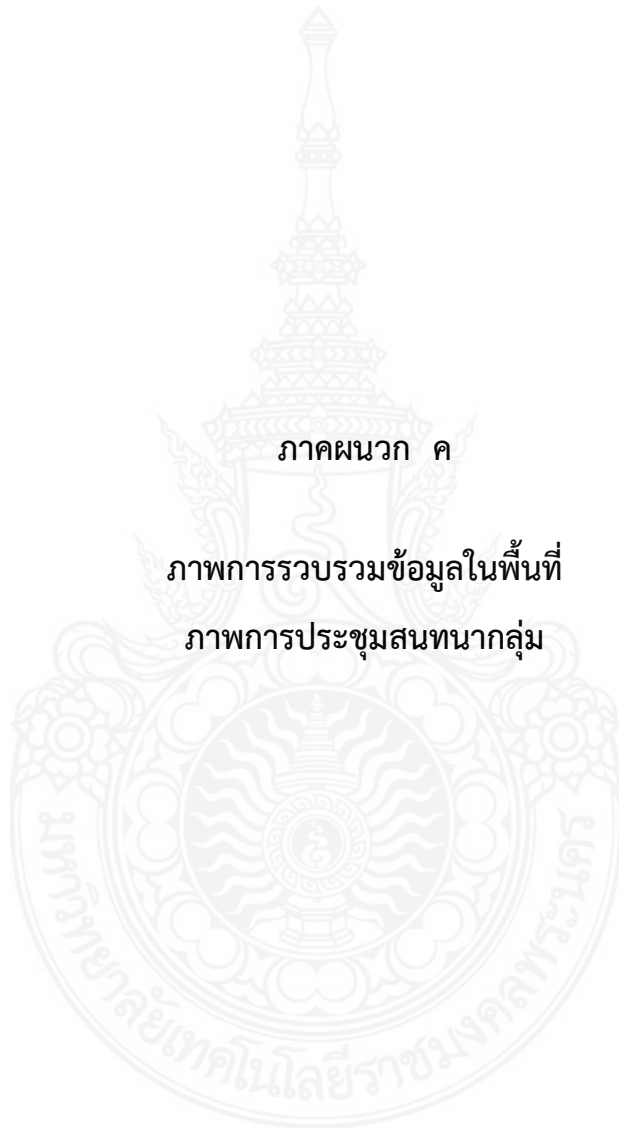 ภาคผนวก ค
ภาพการรวบรวมข้อมูลในพื้นที่
ภาพการประชุมสนทนากลุ่ม
มหาวิทยาลัยเทคโนโลยีราชมงคลพระนคร